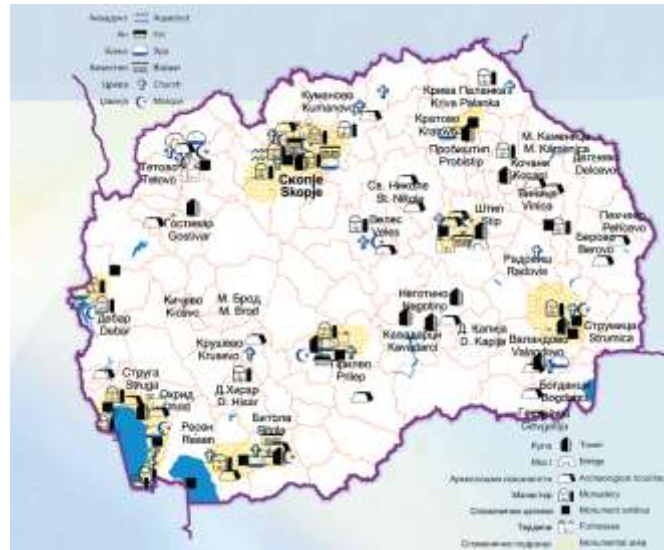 Аквадукт Aqueduct
Ан Inn
Бања Spa
Безистен Bazaar
Црква Church
Џамија Mosque
Куманово
Kumanovo
Крива Паланка
Kriva Palanka
Кратово
Kratovo
М. Каменица
M. Kamenica
Пробиштип
Probistip
Делчево
Delcevo
Кочани
Kocani
Тетово
Tetovo
Скопје
Skopje
Св. Николе
St. Nikole
Виница
Vinica
Гостивар
Gostivar
Велес
Veles
Штип
Stip
Пехчево
Pehcevo
Берово
Berovo
Радовиш
Radovis
Дебар
Debar
Кичево
Kicevo
М. Брод
M. Brod
Неготино
Negotino
Кавадарци
Kavadarci
Д. Капија
D. Kapija
Струмица
Strumica
Валандово
Valandovo
Крушево
Krusevo
Прилеп
Prilep
Струга
Struga
Охрид
Ohrid
Д.Хисар
D. Hisar
Битола
Bitola
Ресен
Resen
Богданци
Bogdanci
Gevgelija
Кула Tower
Мост Bridge
Археолошки локалитети Archaeological localities
Манастир Monastery
Споменички целини
Тврдина Fortresses
Споменичко подрачје Monumental area